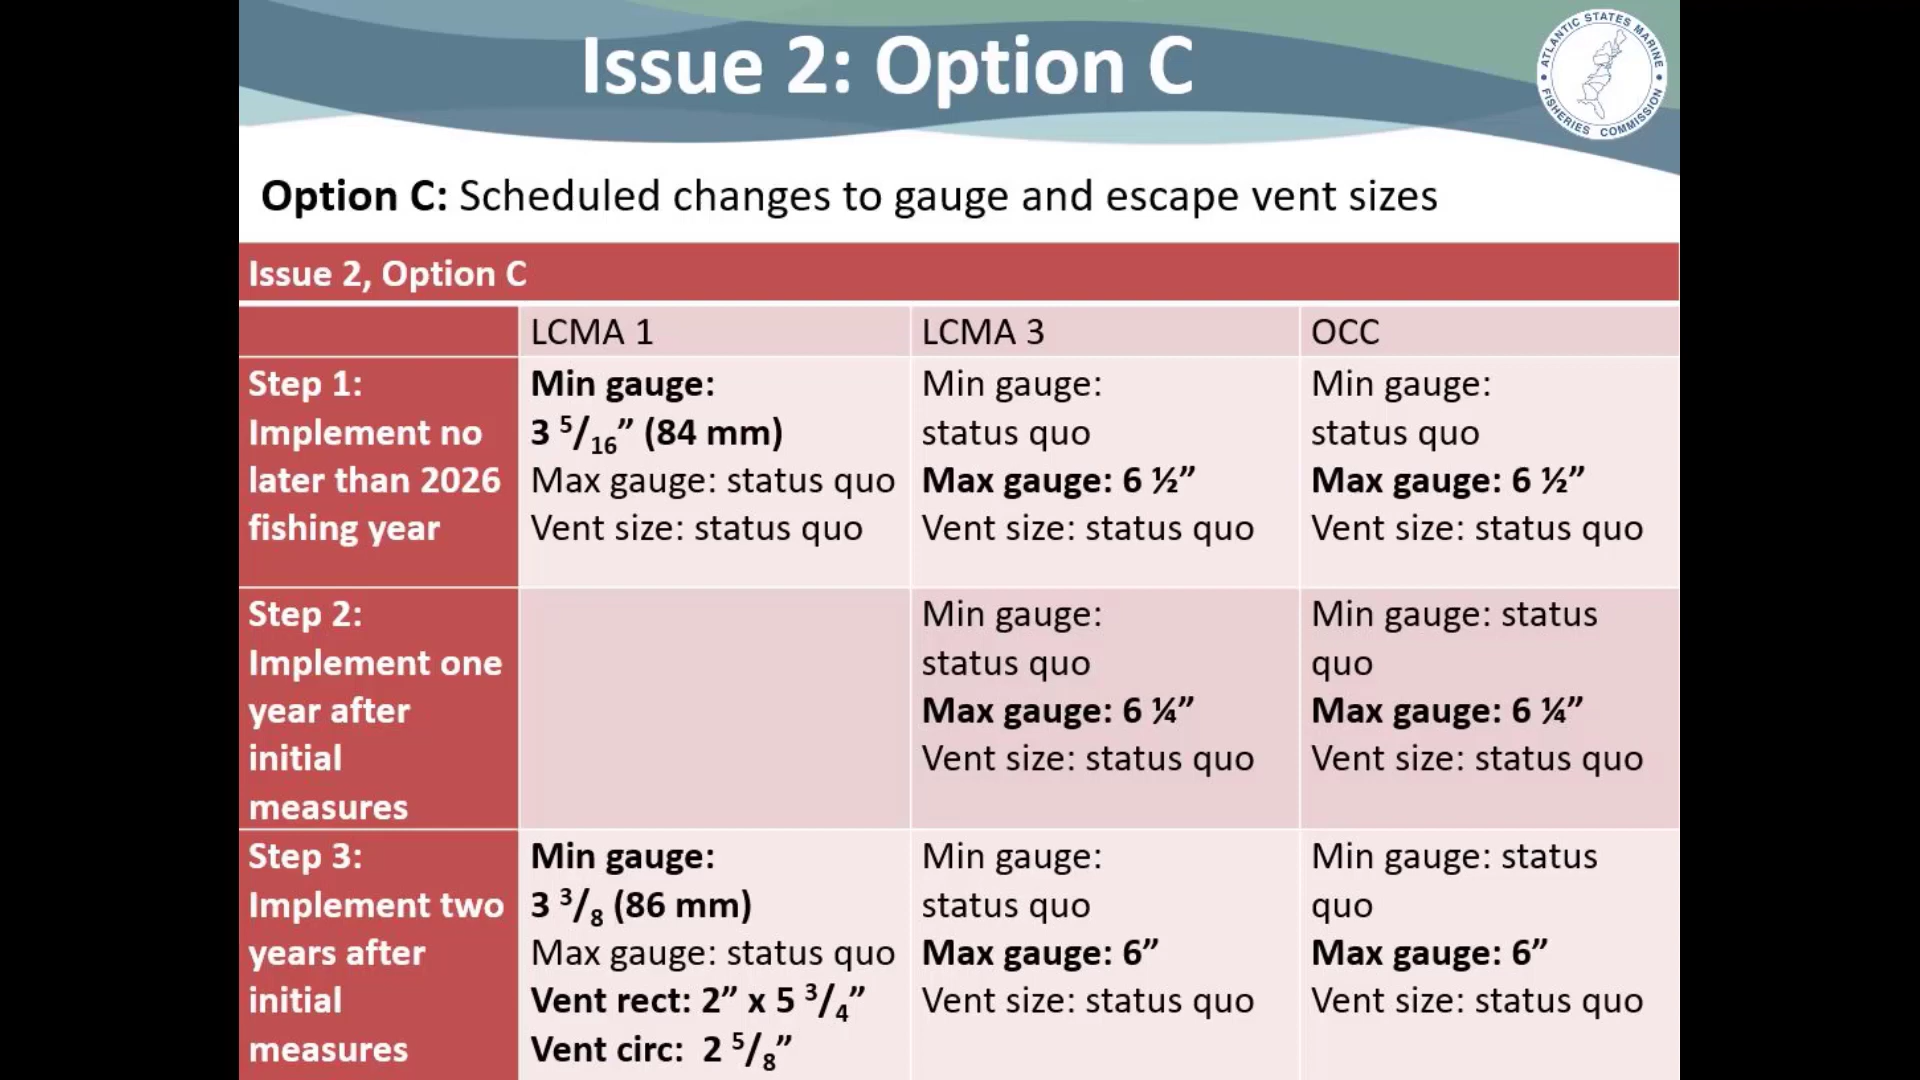 Issue 2: Option C
ATLANTIC STATES MARINE
FISHERIES COMMISSION
Option C: Scheduled changes to gauge and escape vent sizes
Issue 2, Option C
LCMA 1
LCMA 3
OCC
Step 1:
Implement no
later than 2026
fishing year
Min gauge:
3 5/16” (84 mm)
Max gauge: status quo
Vent size: status quo
Min gauge:
status quo
Max gauge: 6 ½”
Vent size: status quo
Min gauge:
status quo
Max gauge: 6 ½”
Vent size: status quo
Step 2:
Implement one
year after
initial
measures
Min gauge:
status quo
Max gauge: 6 ¼”
Vent size: status quo
Min gauge: status
quo
Max gauge: 6 ¼”
Vent size: status quo
Step 3:
Implement two
years after
initial
measures
Min gauge:
3 3/8 (86 mm)
Max gauge: status quo
Vent rect: 2” x 5 3/4”
Vent circ: 2 5/8”
Min gauge:
status quo
Max gauge: 6”
Vent size: status quo
Min gauge: status
quo
Max gauge: 6”
Vent size: status quo